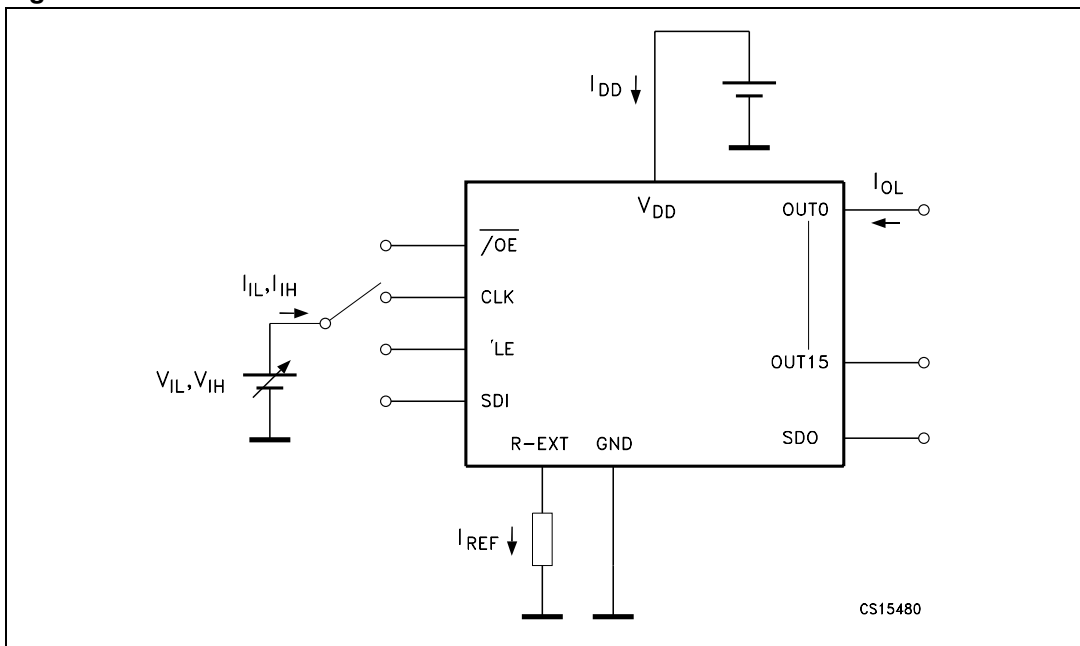 I_DD
V_DD
I_OL
OUT0
/OE
I_IL,I_IH
CLK
'LE
OUT15
V_IL,V_IH
SDI
SDO
R-EXT GND
I_REF
CS15480